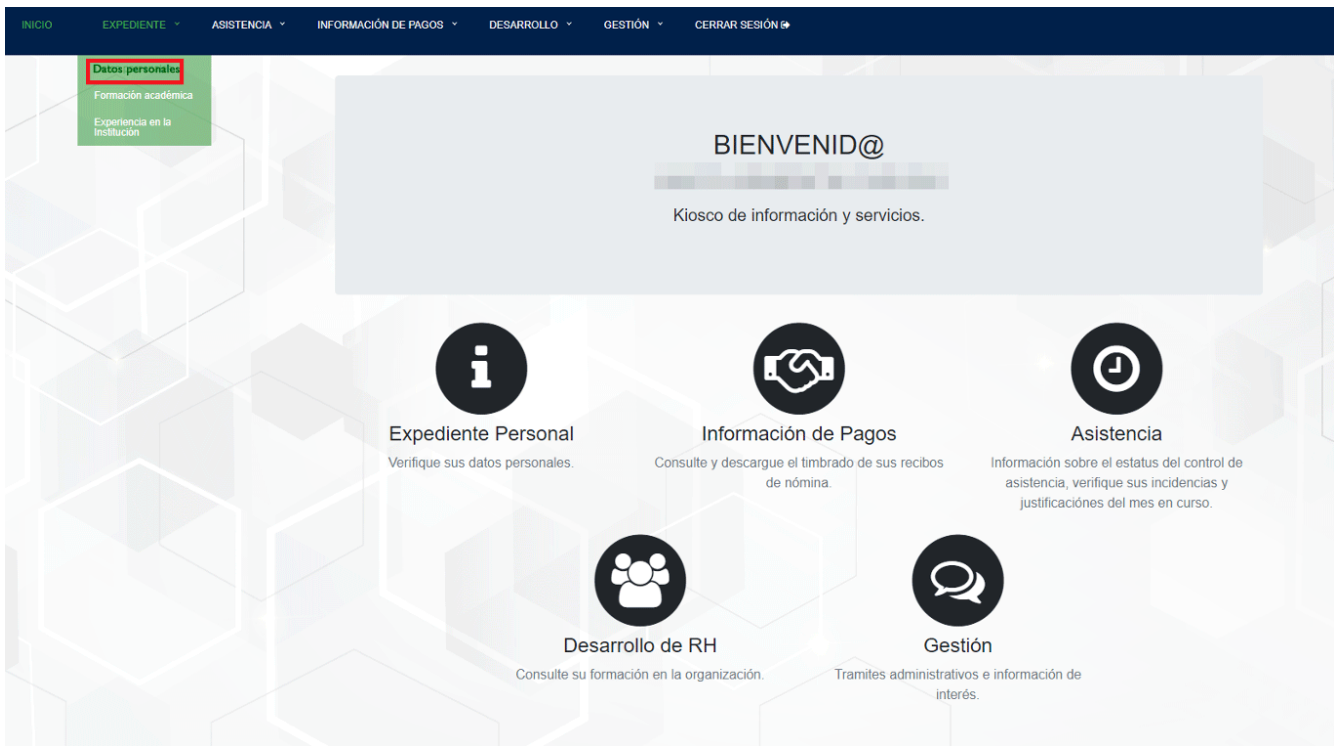 INICIO EXPEDIENTE ASISTENCIA INFORMACIÓN DE PAGOS DESARROLLO GESTIÓN CERRAR SESIÓN
Datos personales
Formación académica
Experiencia en la
Institución
BIENVENID@
Kiosco de información y servicios.
Expediente Personal
Verifique sus datos personales.
Información de Pagos
Consulte y descargue el timbrado de sus recibos
de nómina.
Asistencia
Información sobre el estatus del control de
asistencia, verifique sus incidencias y
justificaciónes del mes en curso.
Desarrollo de RH
Consulte su formación en la organización.
Gestión
Tramites administrativos e información de
interés.